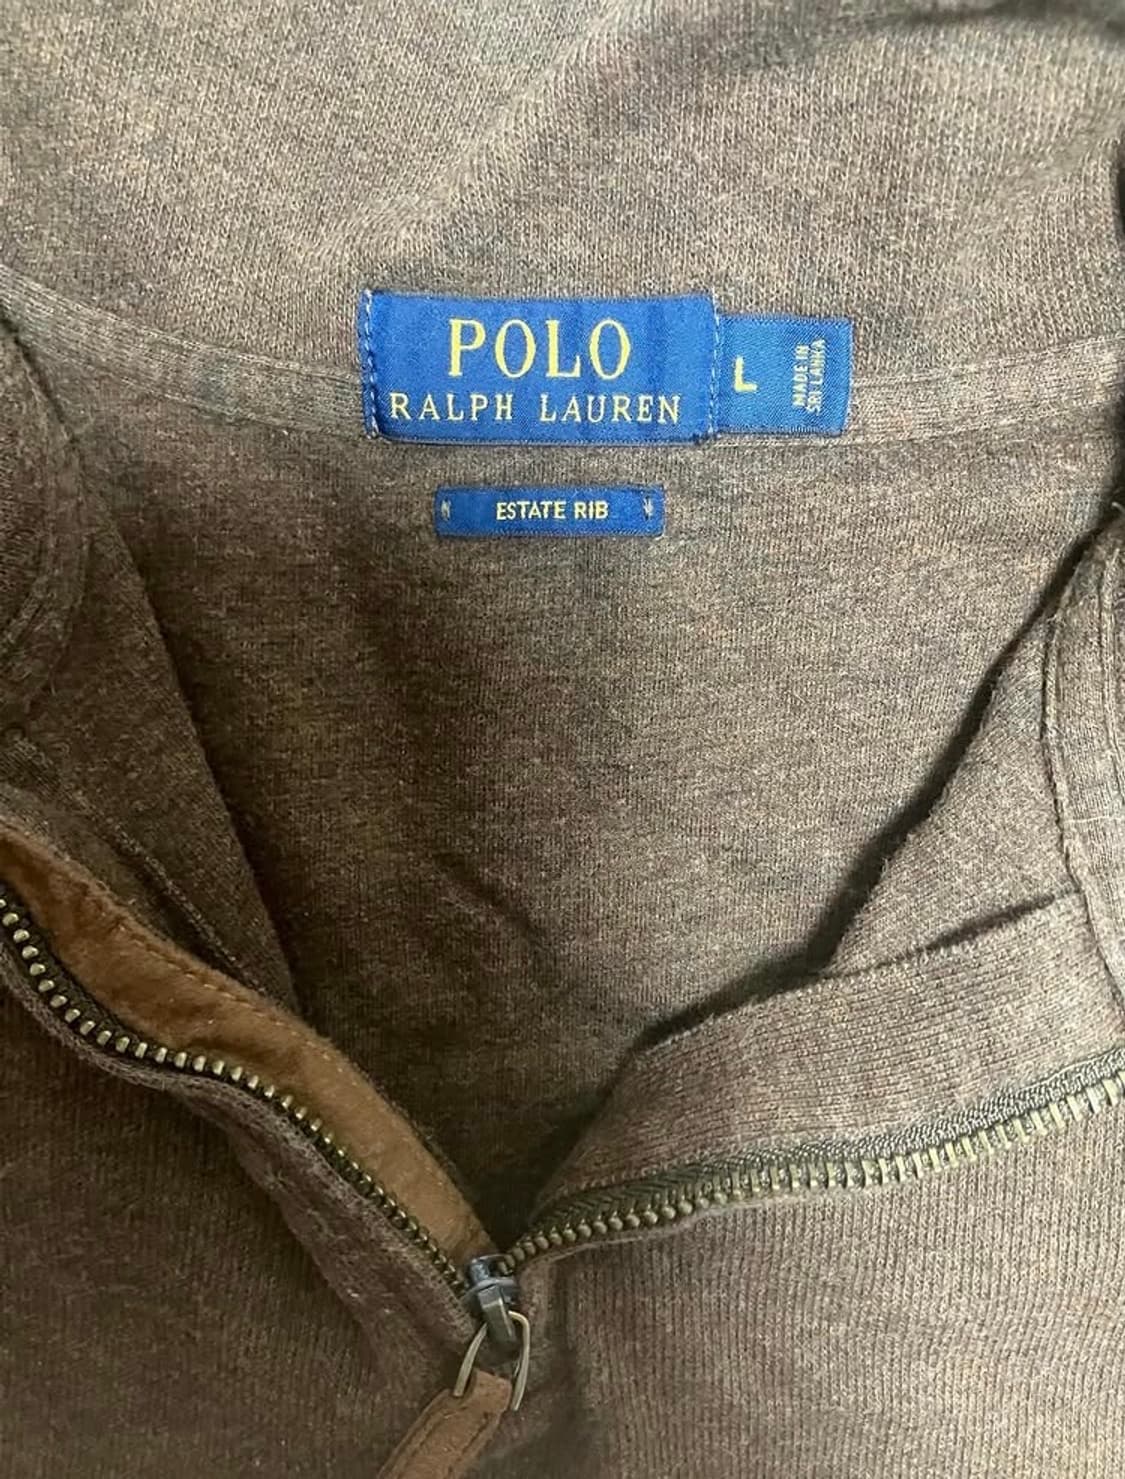 POLO
RALPH LAUREN
L
MADE IN
SRI LANKA
ESTATE RIB